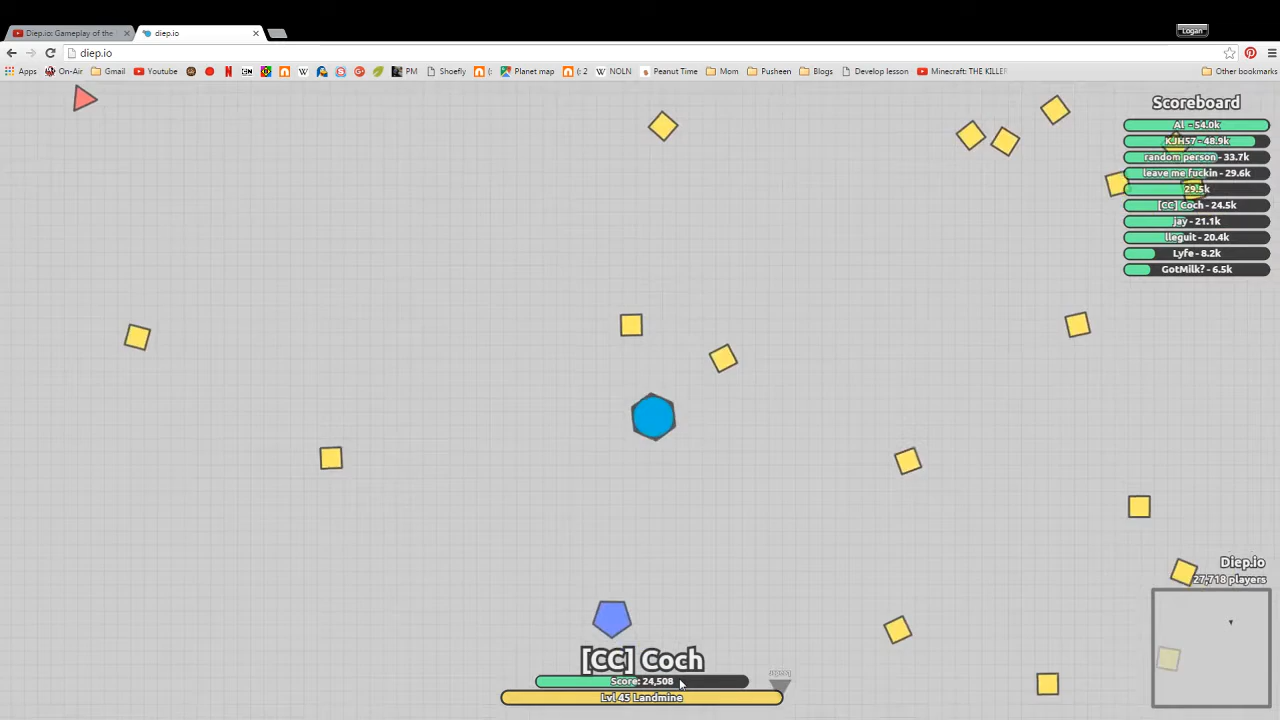 Logan
Diep.io: Gameplay of the
diep.io
diep.io
Apps On-Air Gmail Youtube PM Shoefly (2 Planet map (2 NOLN Peanut Time Mom Pusheen Blogs Develop lesson Minecraft: THE KILLER Other bookmarks
Scoreboard
Al - 54.0k
KJH57 - 48.9k
random person - 33.7k
leave me fuckin - 29.6k
29.5k
[CC] Coch - 24.5k
jay - 21.1k
lleguit - 20.4k
Lyfe - 8.2k
GotMilk? - 6.5k
Diep.io
27,718 players
[CC] Coch
Score: 24,508
Lvl 45 Landmine